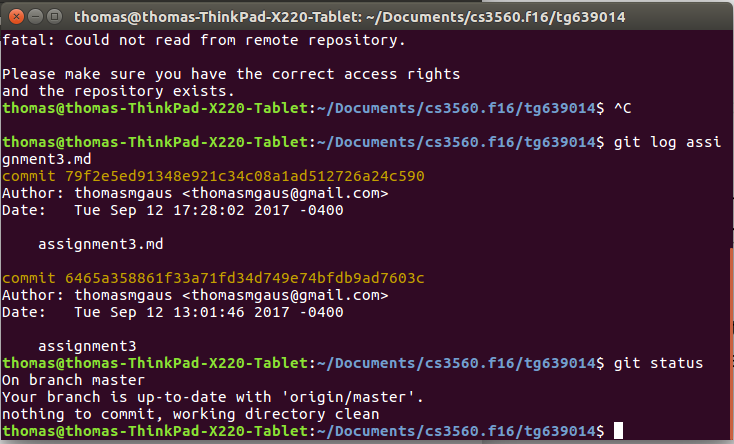 thomas@thomas-ThinkPad-X220-Tablet: ~/Documents/cs3560.f16/tg639014
fatal: Could not read from remote repository.
Please make sure you have the correct access rights
and the repository exists.
thomas@thomas-ThinkPad-X220-Tablet:~/Documents/cs3560.f16/tg639014$ ^C
thomas@thomas-ThinkPad-X220-Tablet:~/Documents/cs3560.f16/tg639014$ git log assi
gnment3.md
commit 79f2e5ed91348e921c34c08a1ad512726a24c590
Author: thomasmgaus <thomasmgaus@gmail.com>
Date:   Tue Sep 12 17:28:02 2017 -0400
    assignment3.md
commit 6465a358861f33a71fd34d749e74bfdb9ad7603c
Author: thomasmgaus <thomasmgaus@gmail.com>
Date:   Tue Sep 12 13:01:46 2017 -0400
    assignment3
thomas@thomas-ThinkPad-X220-Tablet:~/Documents/cs3560.f16/tg639014$ git status
On branch master
Your branch is up-to-date with 'origin/master'.
nothing to commit, working directory clean
thomas@thomas-ThinkPad-X220-Tablet:~/Documents/cs3560.f16/tg639014$